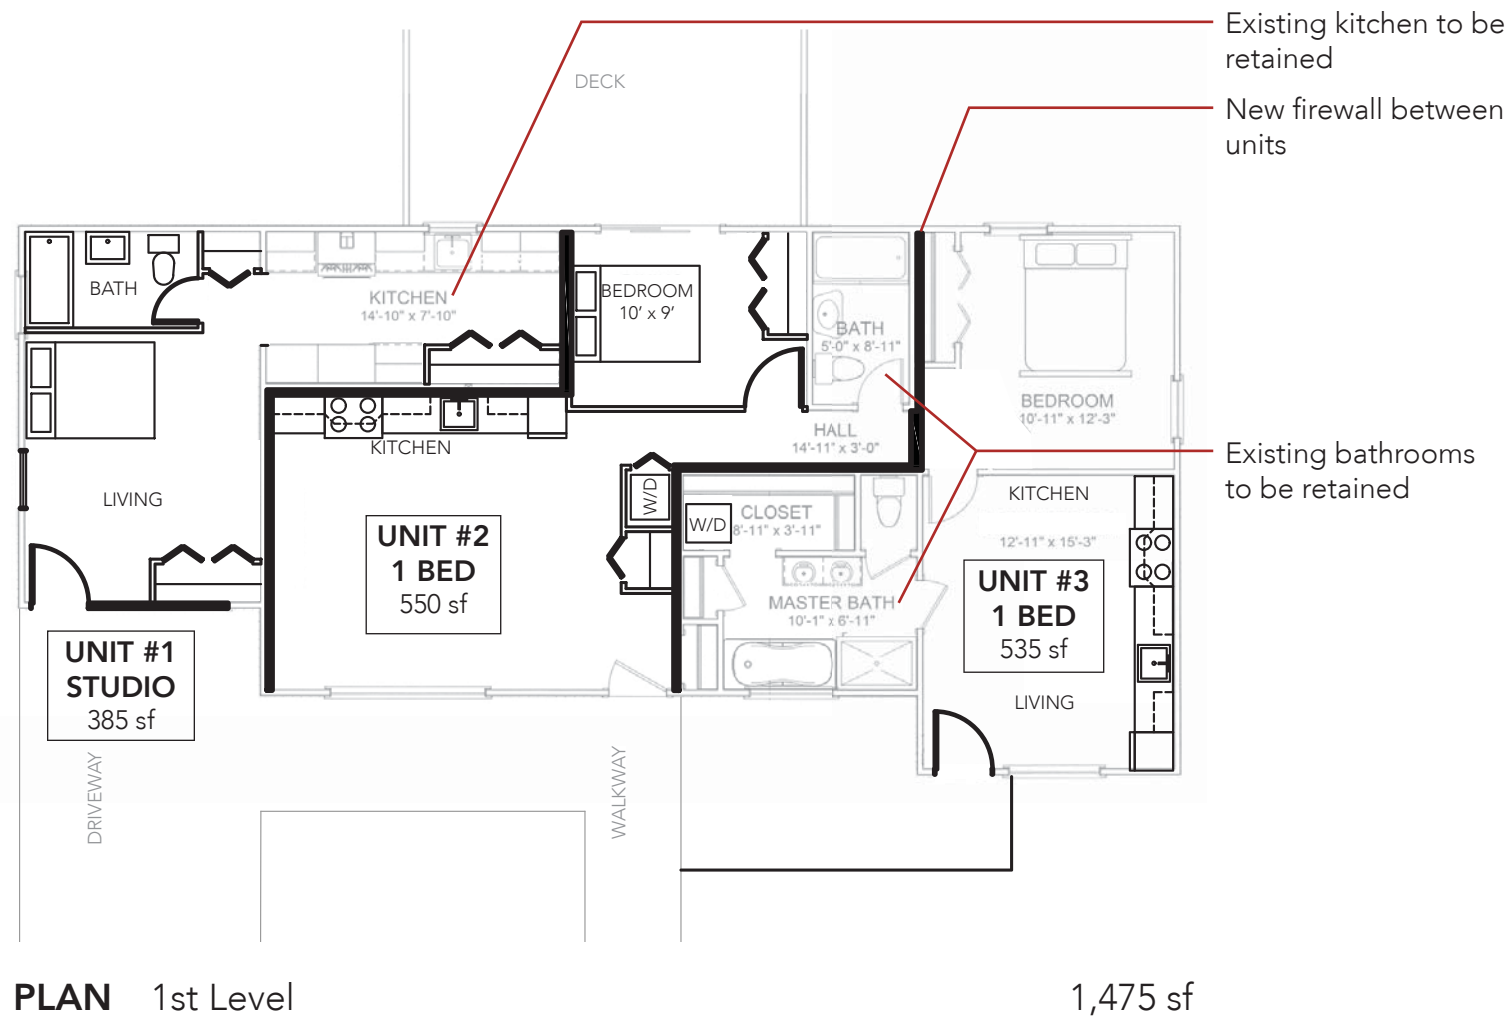 Existing kitchen to be
retained
New firewall between
units
DECK
BATH
KITCHEN
14'-10" x 7'-10"
BEDROOM
10' x 9'
BATH
5'-0" x 8'-11"
BEDROOM
10'-11" x 12'-3"
HALL
14'-11" x 3'-0"
Existing bathrooms
to be retained
KITCHEN
LIVING
W/D
W/D
CLOSET
8'-11" x 3'-11"
KITCHEN
12'-11" x 15'-3"
UNIT #2
1 BED
550 sf
UNIT #3
1 BED
535 sf
MASTER BATH
10'-1" x 6'-11"
UNIT #1
STUDIO
385 sf
LIVING
DRIVEWAY
WALKWAY
PLAN 1st Level
1,475 sf